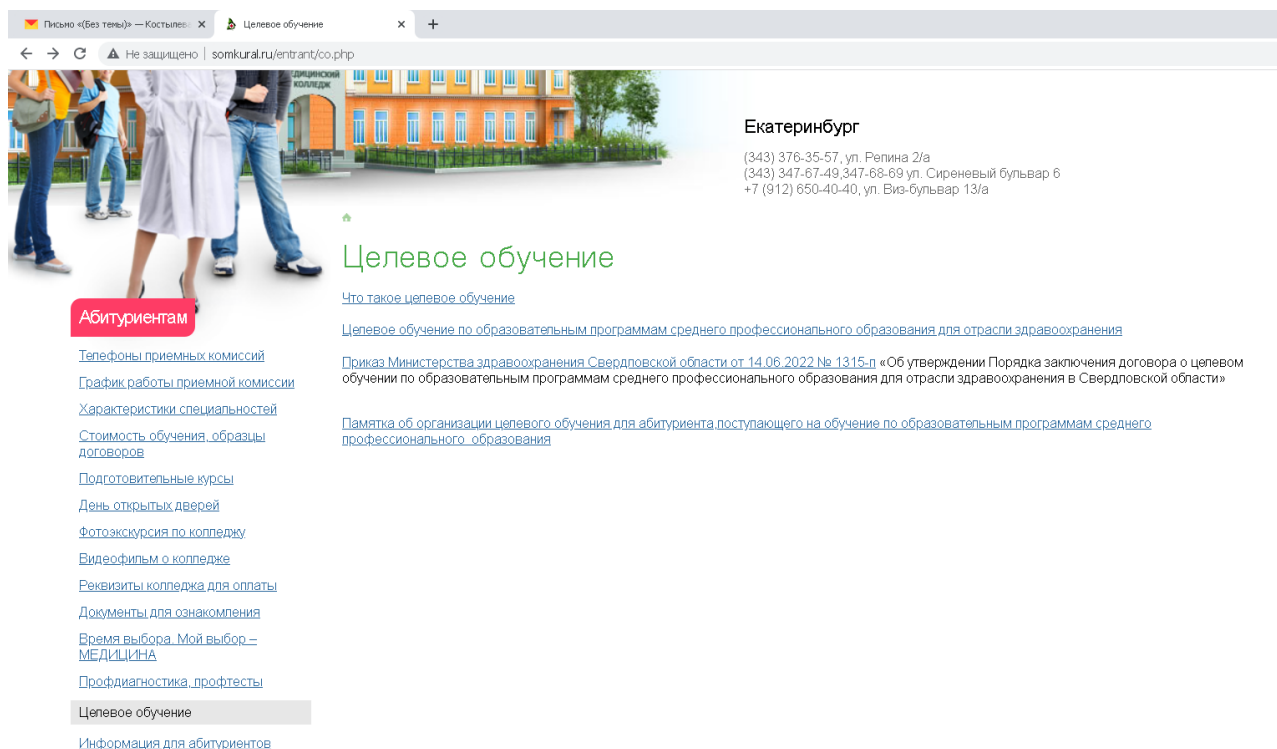 Письмо «(Без темы)» — Костылев
Целевое обучение
Не защищено | somkural.ru/entrant/co.php
МЕДИЦИНСКИЙ
КОЛЛЕДЖ
Екатеринбург
(343) 376-35-57, ул. Репина 2/а
(343) 347-67-49,347-68-69 ул. Сиреневый бульвар 6
+7 (912) 650-40-40, ул. Виз-бульвар 13/а
Целевое обучение
Что такое целевое обучение
Целевое обучение по образовательным программам среднего профессионального образования для отрасли здравоохранения
Приказ Министерства здравоохранения Свердловской области от 14.06.2022 № 1315-п «Об утверждении Порядка заключения договора о целевом
обучении по образовательным программам среднего профессионального образования для отрасли здравоохранения в Свердловской области»
Памятка об организации целевого обучения для абитуриента,поступающего на обучение по образовательным программам среднего
профессионального образования
Абитуриентам
Телефоны приемных комиссий
График работы приемной комиссии
Характеристики специальностей
Стоимость обучения, образцы
договоров
Подготовительные курсы
День открытых дверей
Фотоэкскурсия по колледжу
Видеофильм о колледже
Реквизиты колледжа для оплаты
Документы для ознакомления
Время выбора. Мой выбор –
МЕДИЦИНА
Профдиагностика, профтесты
Целевое обучение
Информация для абитуриентов